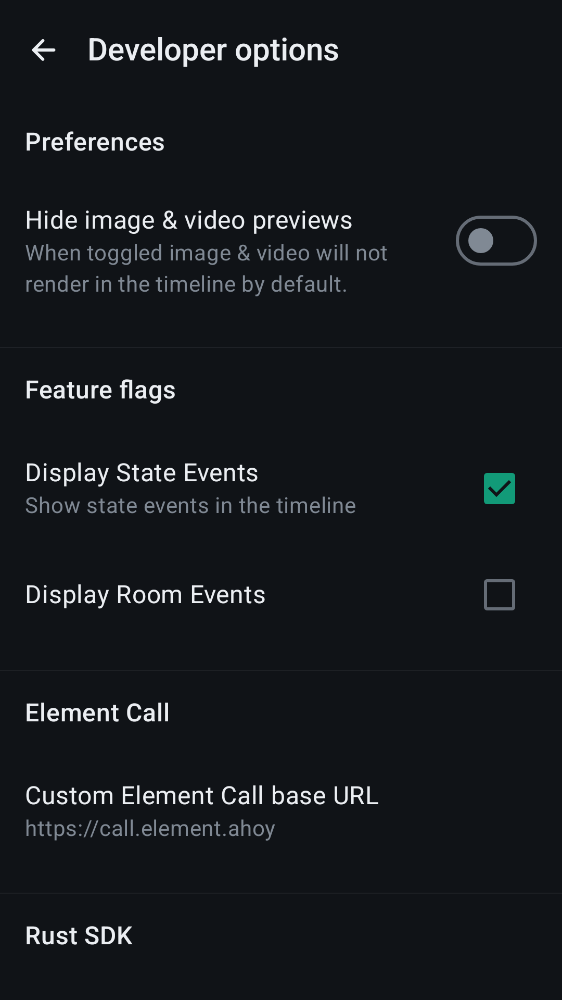 Developer options
Preferences
Hide image & video previews
When toggled image & video will not
render in the timeline by default.
Feature flags
Display State Events
Show state events in the timeline
Display Room Events
Element Call
Custom Element Call base URL
https://call.element.ahoy
Rust SDK